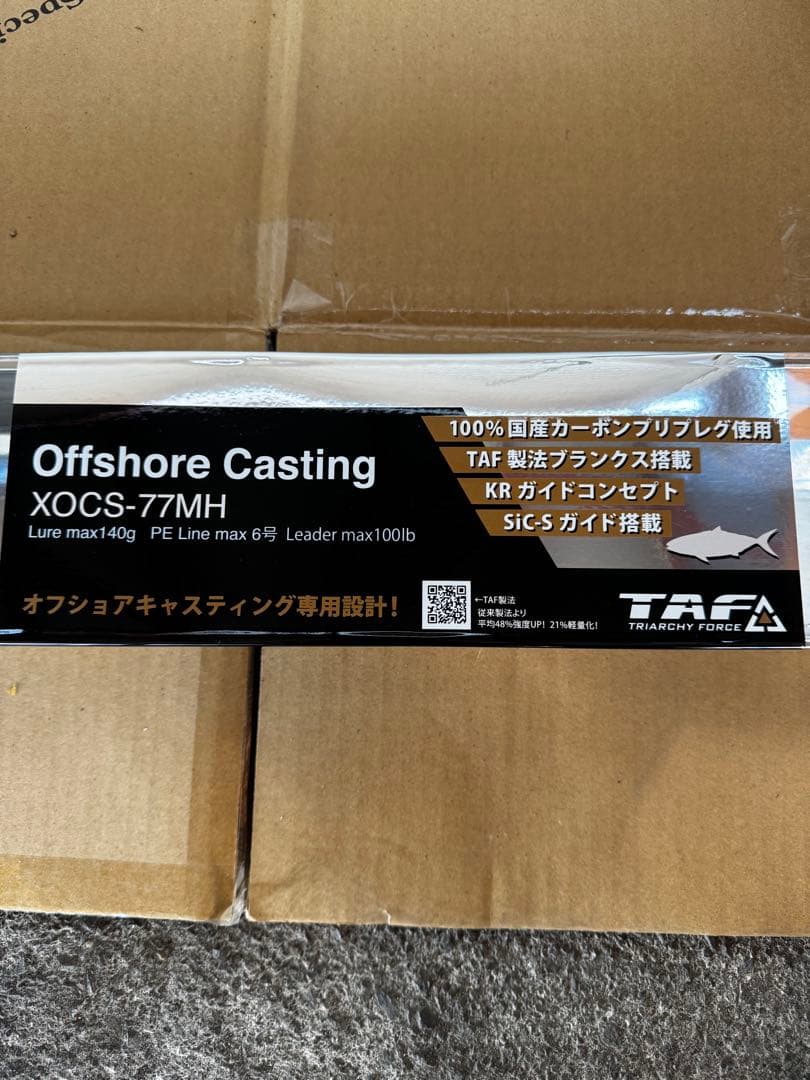 Speci
Offshore Casting
XOCS-77MH
Lure max140g PE Line max 6号 Leader max100lb
100%国産カーボンプリプレグ使用
TAF 製法ブランクス搭載
KR ガイドコンセプト
SiC-S ガイド搭載
オフショアキャスティング専用設計!
←TAF製法
従来製法より
平均48%強度UP! 21%軽量化!
TAF
TRIARCHY FORCE